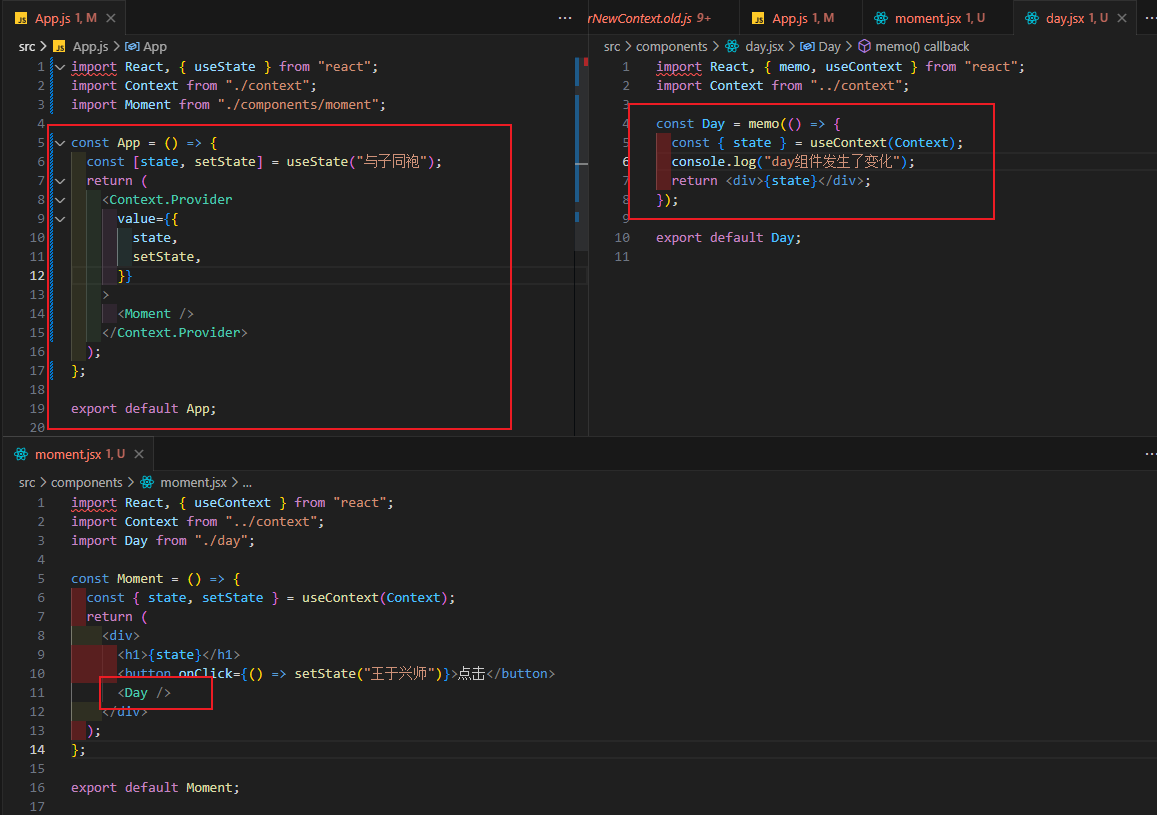 App.js 1, M
src > App.js > App
1 import React, { useState } from "react";
2 import Context from "./context";
3 import Moment from "./components/moment";
4
5 const App = () => {
6 const [state, setState] = useState("与子同袍");
7 return (
8 <Context.Provider
9 value={{
10 state,
11 setState,
12 }}
13 >
14 <Moment />
15 </Context.Provider>
16 );
17 };
18
19 export default App;
20
rNewContext.old.js 9+ App.js 1, M moment.jsx 1, U day.jsx 1, U
src > components > day.jsx > Day > memo() callback
1 import React, { memo, useContext } from "react";
2 import Context from "../context";
3
4 const Day = memo(() => {
5 const { state } = useContext(Context);
6 console.log("day组件发生了变化");
7 return <div>{state}</div>;
8 });
9
10 export default Day;
11
moment.jsx 1, U
src > components > moment.jsx > ...
1 import React, { useContext } from "react";
2 import Context from "../context";
3 import Day from "./day";
4
5 const Moment = () => {
6 const { state, setState } = useContext(Context);
7 return (
8 <div>
9 <h1>{state}</h1>
10 <button onClick={() => setState("王于兴师")}>点击</button>
11 <Day />
12 </div>
13 );
14 };
15
16 export default Moment;
17